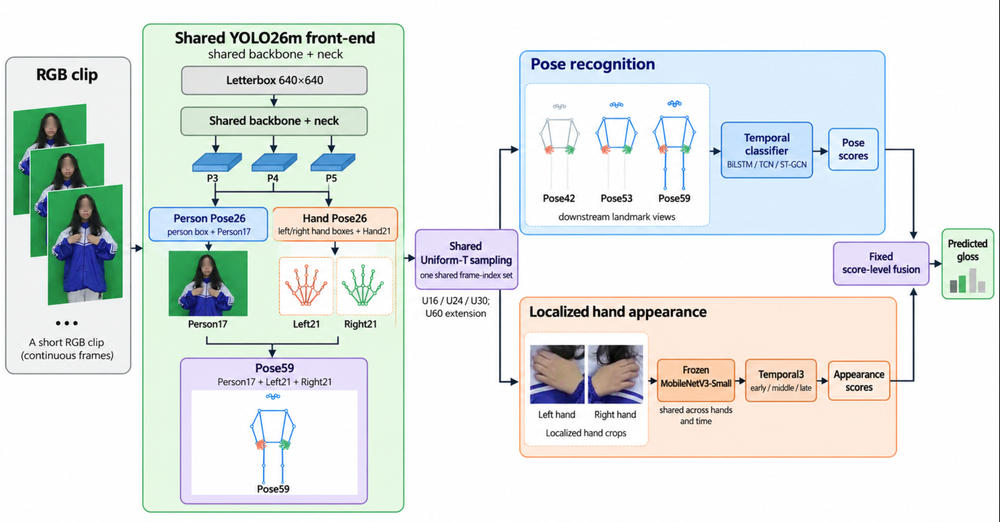 RGB clip
A short RGB clip
(continuous frames)
Shared YOLO26m front-end
shared backbone + neck
Letterbox 640×640
Shared backbone + neck
P3
P4
P5
Person Pose26
person box + Person17
Hand Pose26
left/right hand boxes + Hand21
Person17
Left21
Right21
Pose59
Person17 + Left21 + Right21
Pose59
Shared
Uniform-T sampling
one shared frame-index set
U16 / U24 / U30;
U60 extension
Pose recognition
Pose42
Pose53
Pose59
downstream landmark views
Temporal
classifier
BiLSTM / TCN / ST-GCN
Pose
scores
Localized hand appearance
Left hand
Right hand
Localized hand crops
Frozen
MobileNetV3-Small
shared across hands
and time
Temporal3
early / middle / late
Appearance
scores
Fixed
score-level fusion
Predicted
gloss